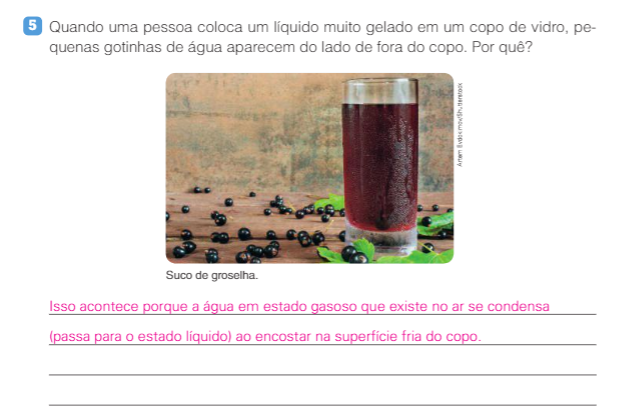 5 Quando uma pessoa coloca um líquido muito gelado em um copo de vidro, pe-
quenas gotinhas de água aparecem do lado de fora do copo. Por quê?
Suco de groselha.
Isso acontece porque a água em estado gasoso que existe no ar se condensa
(passa para o estado líquido) ao encostar na superfície fria do copo.